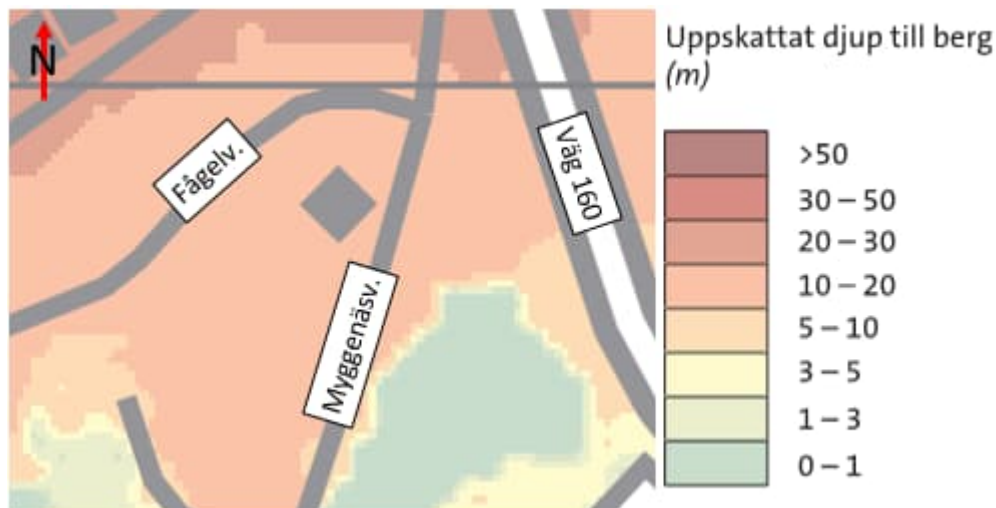 N
Fågelv.
Väg 160
Myggenäsv.
Uppskattat djup till berg
(m)
>50
30 – 50
20 – 30
10 – 20
5 – 10
3 – 5
1 – 3
0 – 1